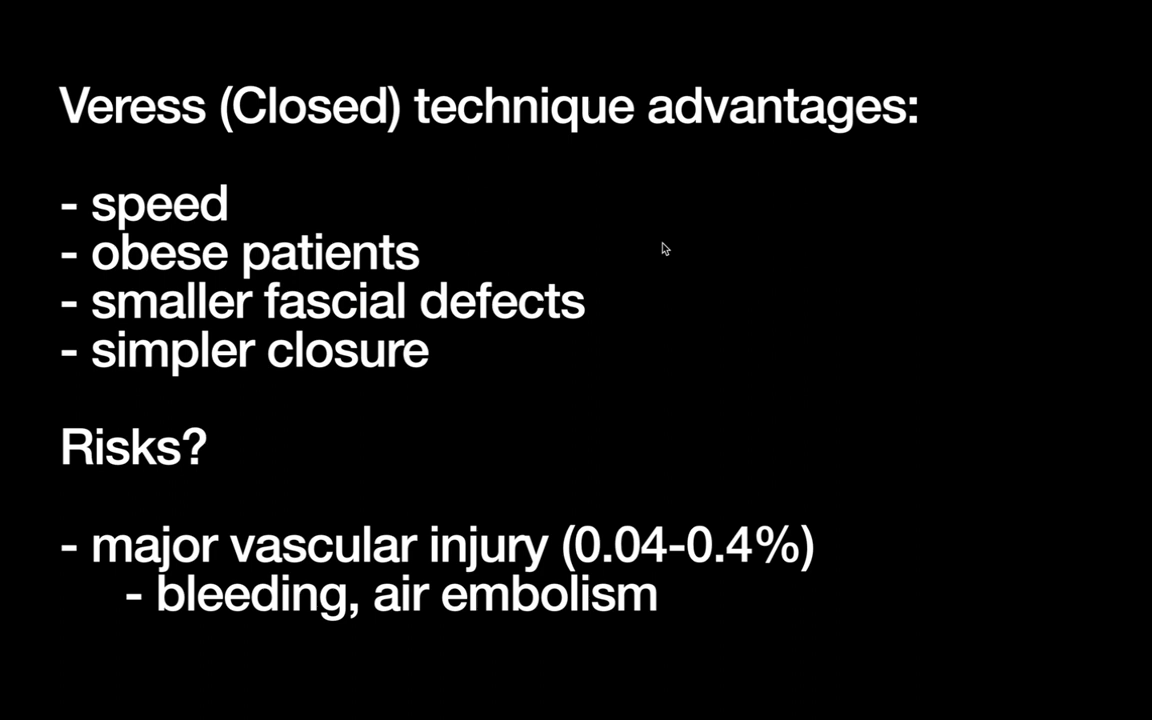 Veress (Closed) technique advantages:
- speed
- obese patients
- smaller fascial defects
- simpler closure
Risks?
- major vascular injury (0.04-0.4%)
- bleeding, air embolism